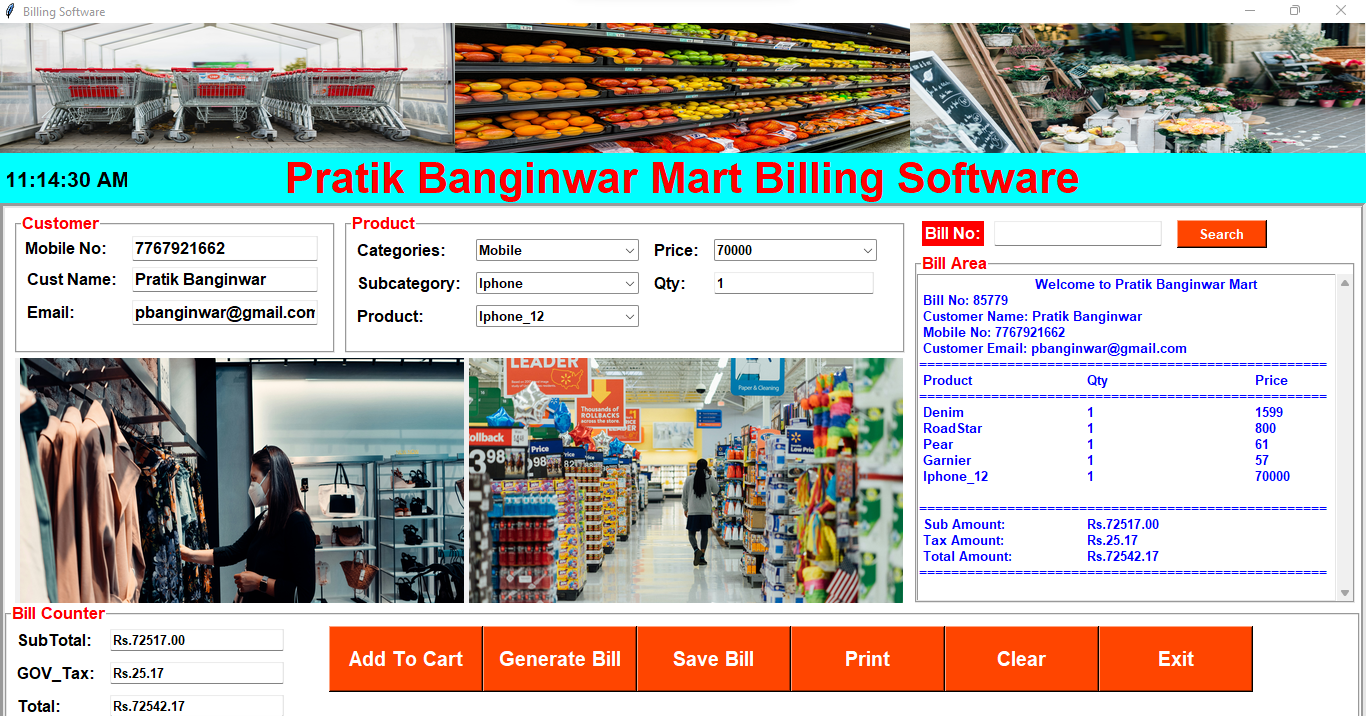 Billing Software
LEADER
Thousands of
ROLLBACKS
across the store.
Paper & Cleaning
ollback
Price
3 98
Pratik Banginwar Mart Billing Software
11:14:30 AM
Customer
Mobile No: 7767921662
Cust Name: Pratik Banginwar
Email: pbanginwar@gmail.com
Product
Categories: Mobile
Subcategory: Iphone
Product: Iphone_12
Price: 70000
Qty: 1
Bill No: Search
Bill Area
Welcome to Pratik Banginwar Mart
Bill No: 85779
Customer Name: Pratik Banginwar
Mobile No: 7767921662
Customer Email: pbanginwar@gmail.com
Product Qty Price
Denim 1 1599
RoadStar 1 800
Pear 1 61
Garnier 1 57
Iphone_12 1 70000
Sub Amount: Rs.72517.00
Tax Amount: Rs.25.17
Total Amount: Rs.72542.17
Bill Counter
SubTotal: Rs.72517.00
GOV_Tax: Rs.25.17
Total: Rs.72542.17
Add To Cart Generate Bill Save Bill Print Clear Exit